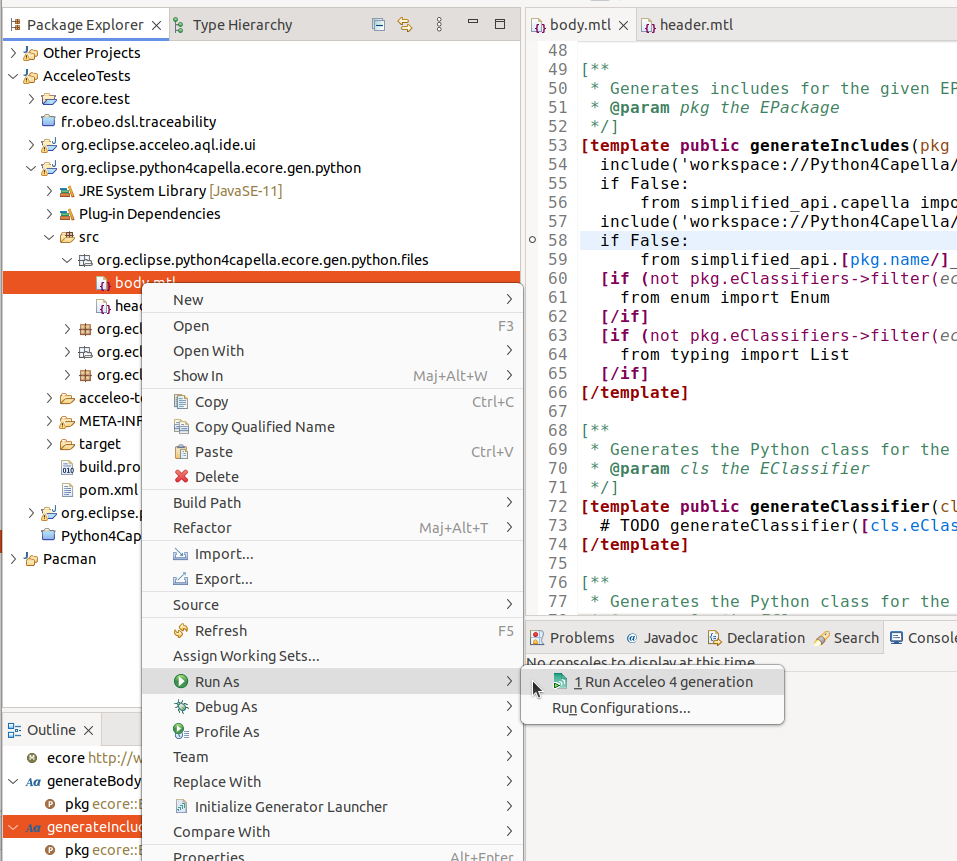 Package Explorer
Type Hierarchy
Other Projects
AcceleoTests
ecore.test
fr.obeo.dsl.traceability
org.eclipse.acceleo.aql.ide.ui
org.eclipse.python4capella.ecore.gen.python
JRE System Library [JavaSE-11]
Plug-in Dependencies
src
org.eclipse.python4capella.ecore.gen.python.files
body.mtl
hea
org.ecl
org.ecl
org.ecl
acceleo-t
META-INF
target
build.pro
pom.xml
org.eclipse.p
Python4Cap
Pacman
New
Open F3
Open With
Show In Maj+Alt+W
Copy Ctrl+C
Copy Qualified Name
Paste Ctrl+V
Delete
Build Path
Refactor Maj+Alt+T
Import...
Export...
Source
Refresh F5
Assign Working Sets...
Run As
Debug As
Profile As
Team
Replace With
Initialize Generator Launcher
Compare With
Properties Alt+Enter
1 Run Acceleo 4 generation
Run Configurations...
Outline
ecore http://w
generateBody
pkg ecore::E
generateInclu
pkg ecore::E
body.mtl
header.mtl
48
49 [**
50 * Generates includes for the given EP
51 * @param pkg the EPackage
52 */]
53 [template public generateIncludes(pkg
54 include('workspace://Python4Capella/
55 if False:
56 from simplified_api.capella impo
57 include('workspace://Python4Capella/
58 if False:
59 from simplified_api.[pkg.name/]_
60 [if (not pkg.eClassifiers->filter(ec
61 from enum import Enum
62 [/if]
63 [if (not pkg.eClassifiers->filter(ec
64 from typing import List
65 [/if]
66 [/template]
67
68 [**
69 * Generates the Python class for the
70 * @param cls the EClassifier
71 */]
72 [template public generateClassifier(cl
73 # TODO generateClassifier([cls.eClas
74 [/template]
75
76 [**
77 * Generates the Python class for the
Problems
Javadoc
Declaration
Search
Console
No consoles to display at this time.